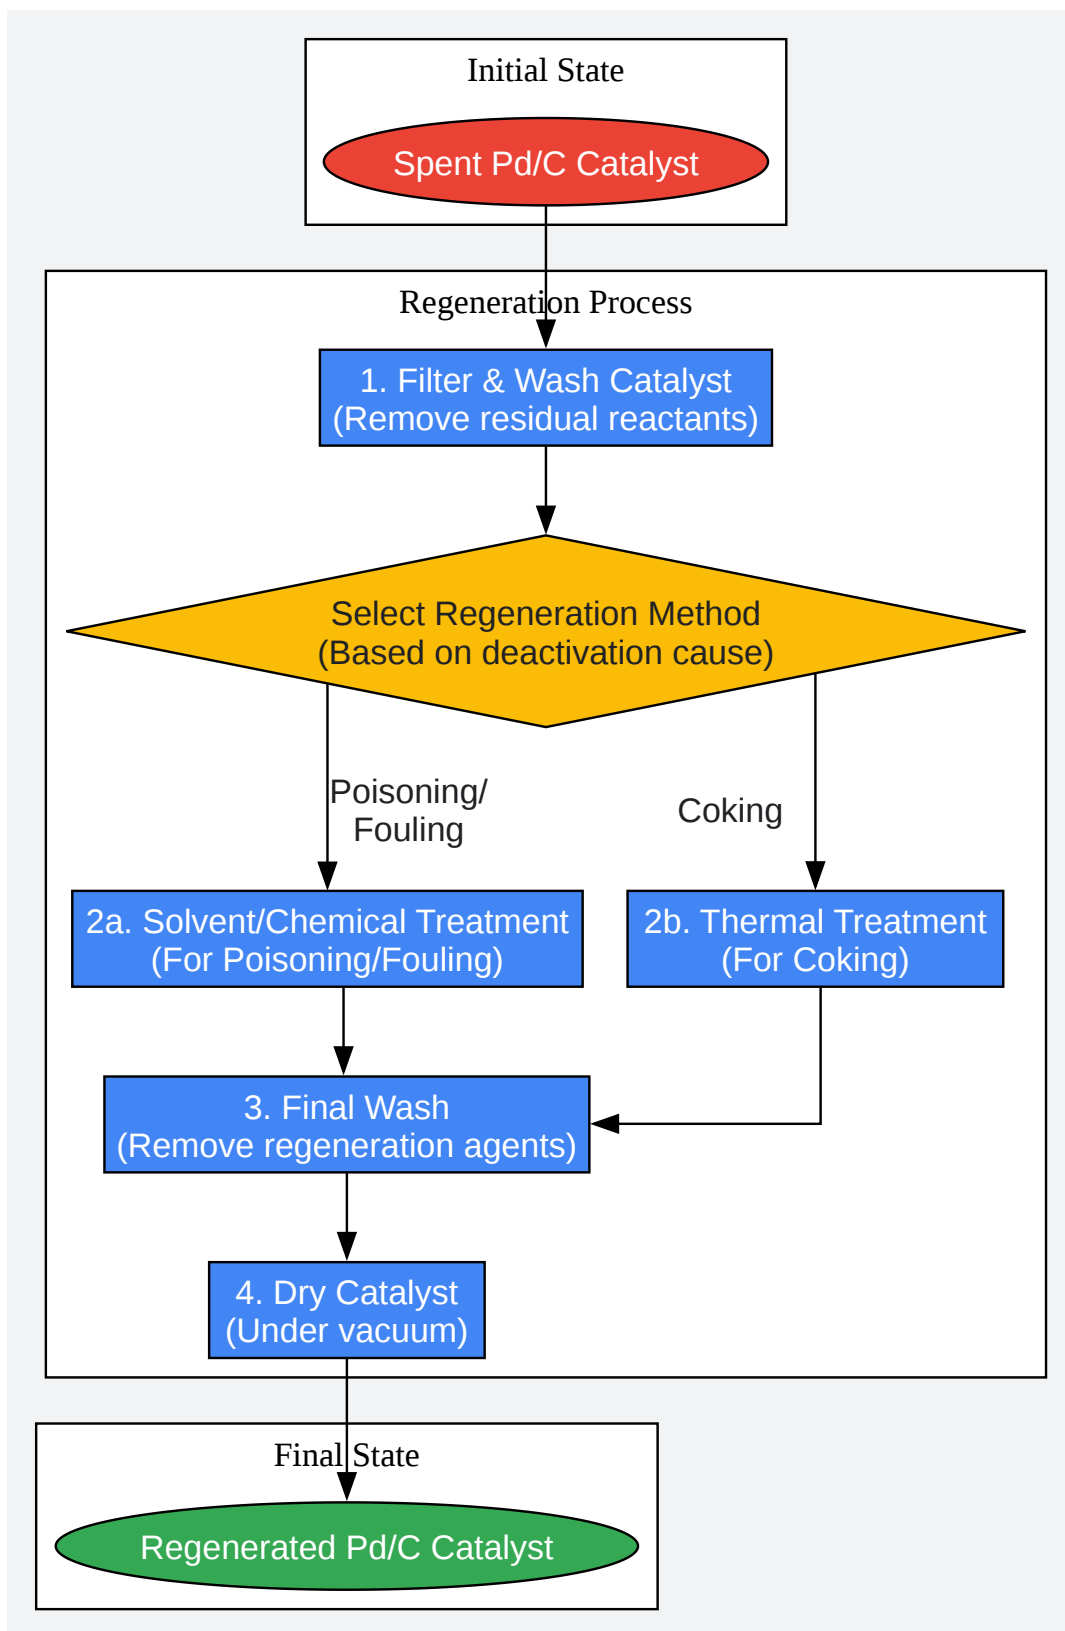 Initial State
Spent Pd/C Catalyst
Regeneration Process
1. Filter & Wash Catalyst
(Remove residual reactants)
Select Regeneration Method
(Based on deactivation cause)
Poisoning/
Fouling
Coking
2a. Solvent/Chemical Treatment
(For Poisoning/Fouling)
2b. Thermal Treatment
(For Coking)
3. Final Wash
(Remove regeneration agents)
4. Dry Catalyst
(Under vacuum)
Final State
Regenerated Pd/C Catalyst